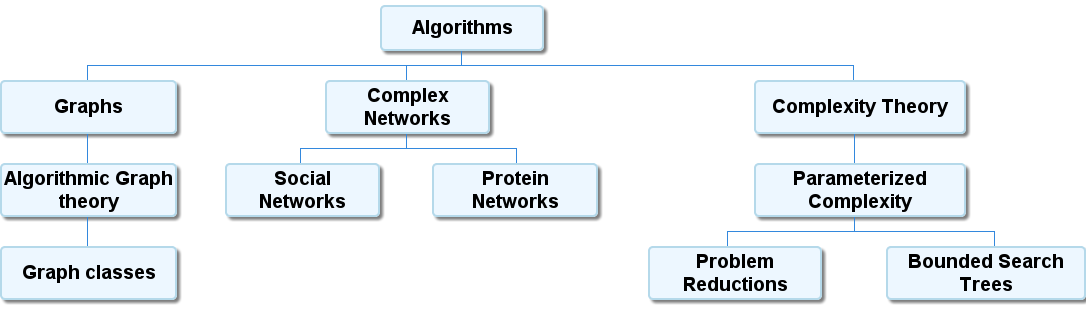 Algorithms
Graphs
Complex
Networks
Complexity Theory
Algorithmic Graph
theory
Social
Networks
Protein
Networks
Parameterized
Complexity
Graph classes
Problem
Reductions
Bounded Search
Trees